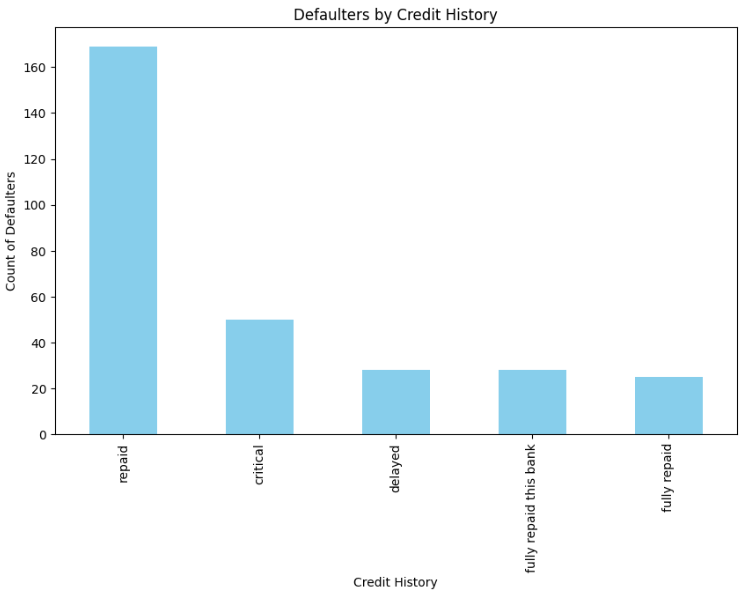 Defaulters by Credit History
Count of Defaulters
160
140
120
100
80
60
40
20
0
repaid
critical
delayed
fully repaid this bank
fully repaid
Credit History